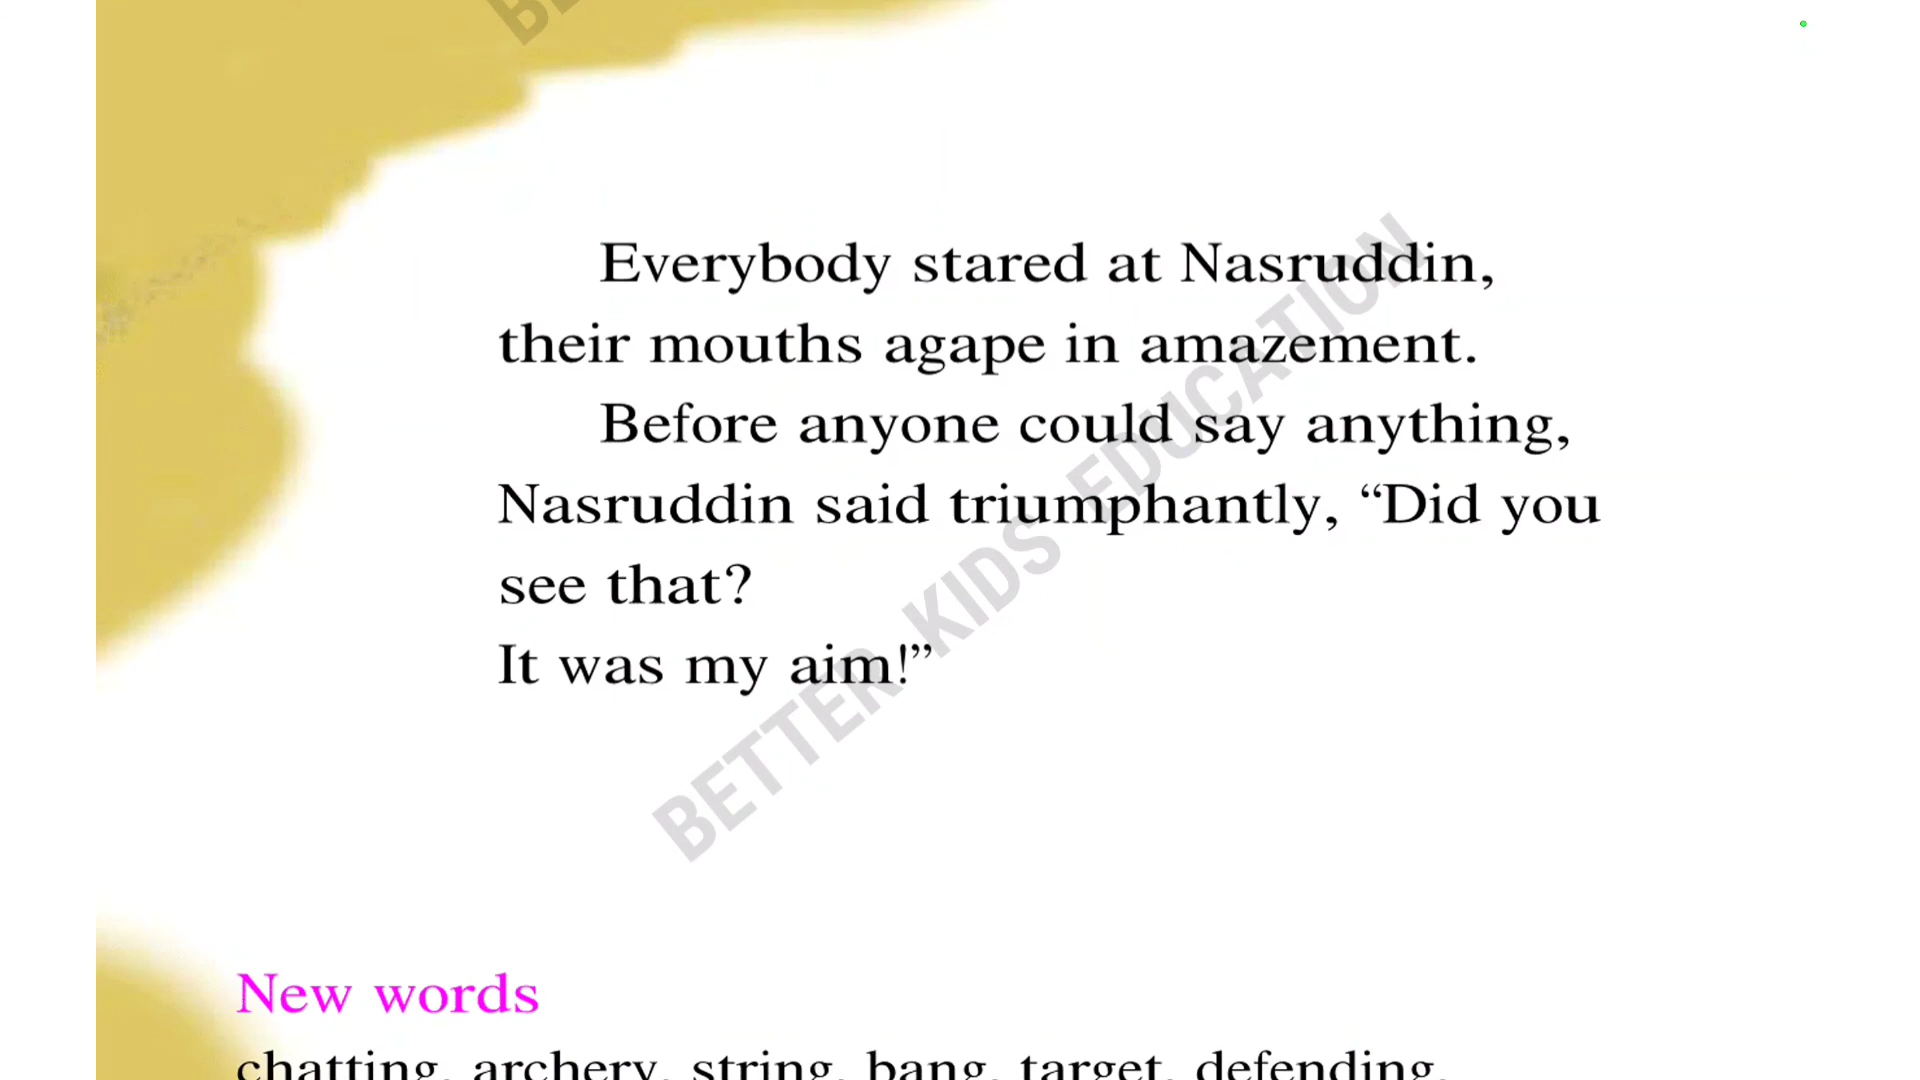 Everybody stared at Nasruddin,
their mouths agape in amazement.
Before anyone could say anything,
Nasruddin said triumphantly, “Did you
see that?
It was my aim!”
BETTER KIDS EDUCATION
New words
chatting, archery, string, bang, target, defending,